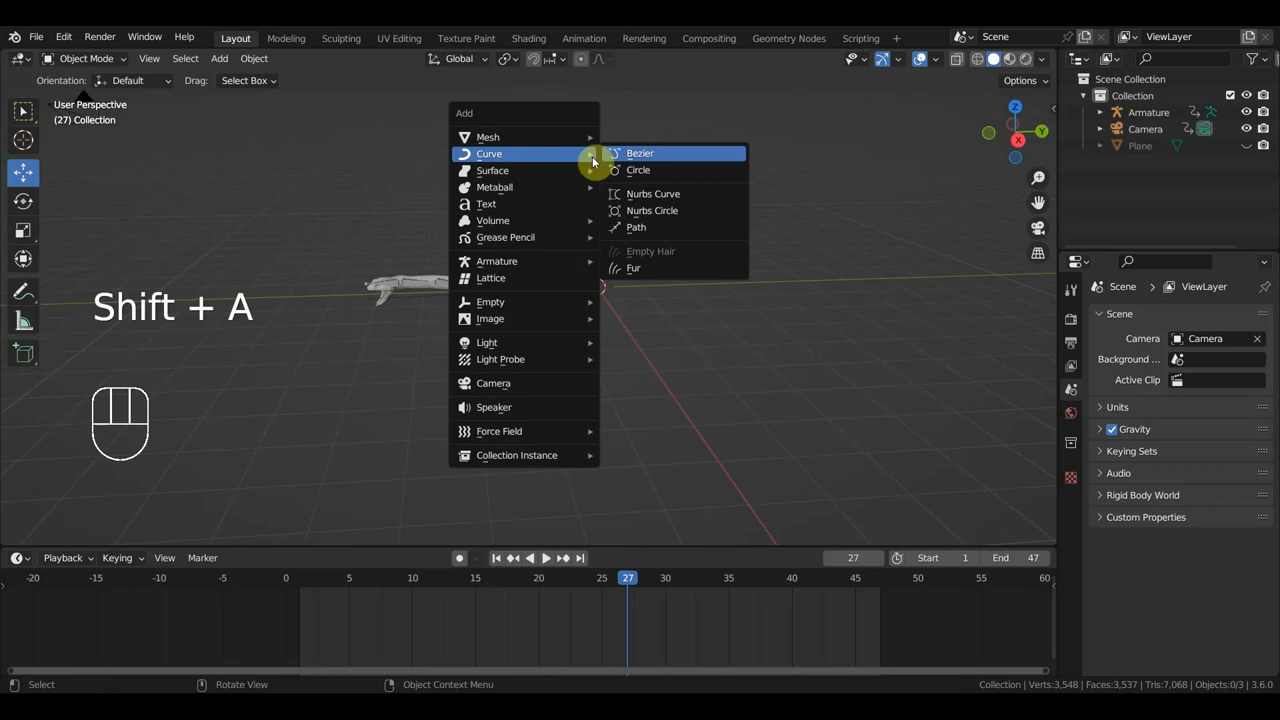 File Edit Render Window Help Layout Modeling Sculpting UV Editing Texture Paint Shading Animation Rendering Compositing Geometry Nodes Scripting + Scene ViewLayer
Object Mode View Select Add Object Global Options
Orientation: Default Drag: Select Box
User Perspective
(27) Collection
Add
Mesh
Curve
Surface
Metaball
Text
Volume
Grease Pencil
Armature
Lattice
Empty
Image
Light
Light Probe
Camera
Speaker
Force Field
Collection Instance
Bezier
Circle
Nurbs Curve
Nurbs Circle
Path
Empty Hair
Fur
Z
Y
X
Shift + A
Scene Collection
Collection
Armature
Camera
Plane
Scene ViewLayer
Scene
Camera Camera
Background ...
Active Clip
Units
Gravity
Keying Sets
Audio
Rigid Body World
Custom Properties
Playback Keying View Marker 27 Start 1 End 47
-20 -15 -10 -5 0 5 10 15 20 25 27 30 35 40 45 50 55 60
Select Rotate View Object Context Menu Collection | Verts:3,548 | Faces:3,537 | Tris:7,068 | Objects:0/3 | 3.6.0